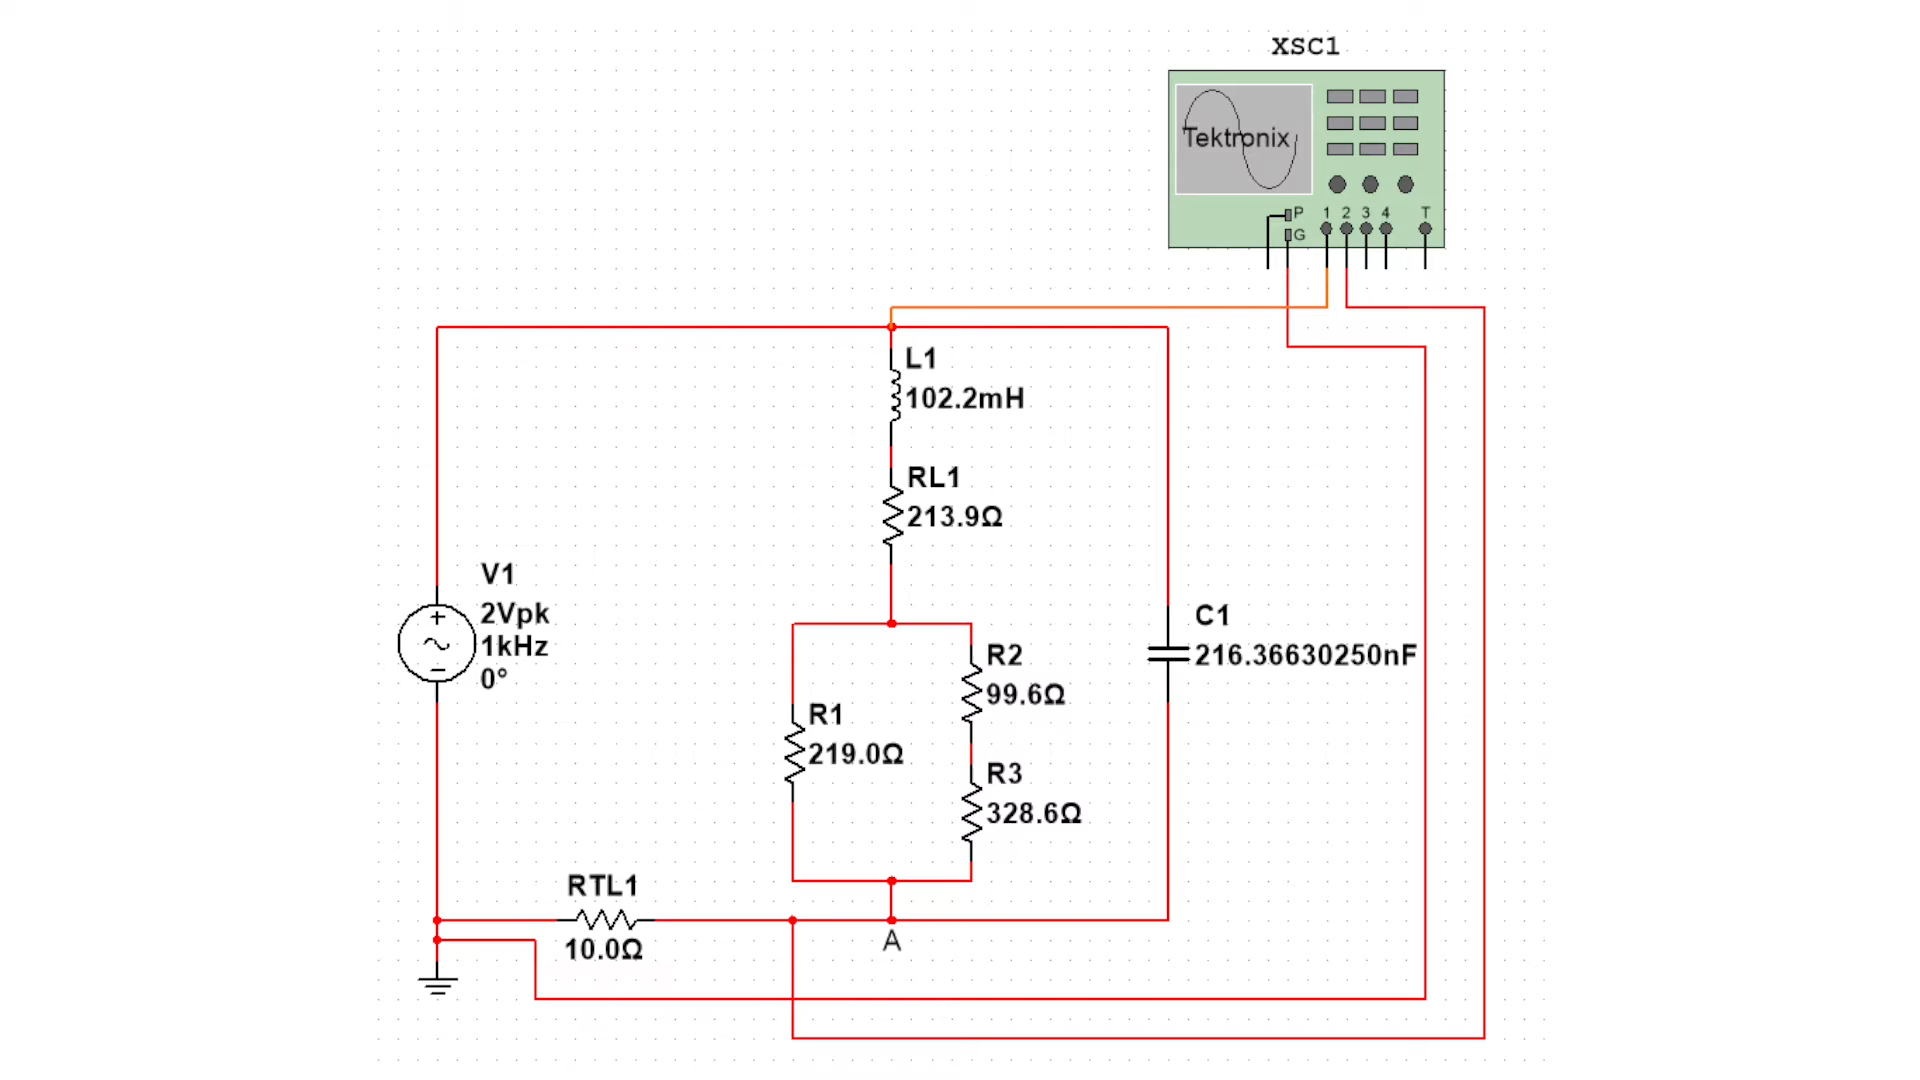 XSC1
Tektronix
P
G
1 2 3 4 T
L1
102.2mH
RL1
213.9Ω
V1
2Vpk
1kHz
0°
R2
99.6Ω
C1
216.36630250nF
R1
219.0Ω
R3
328.6Ω
RTL1
10.0Ω
A